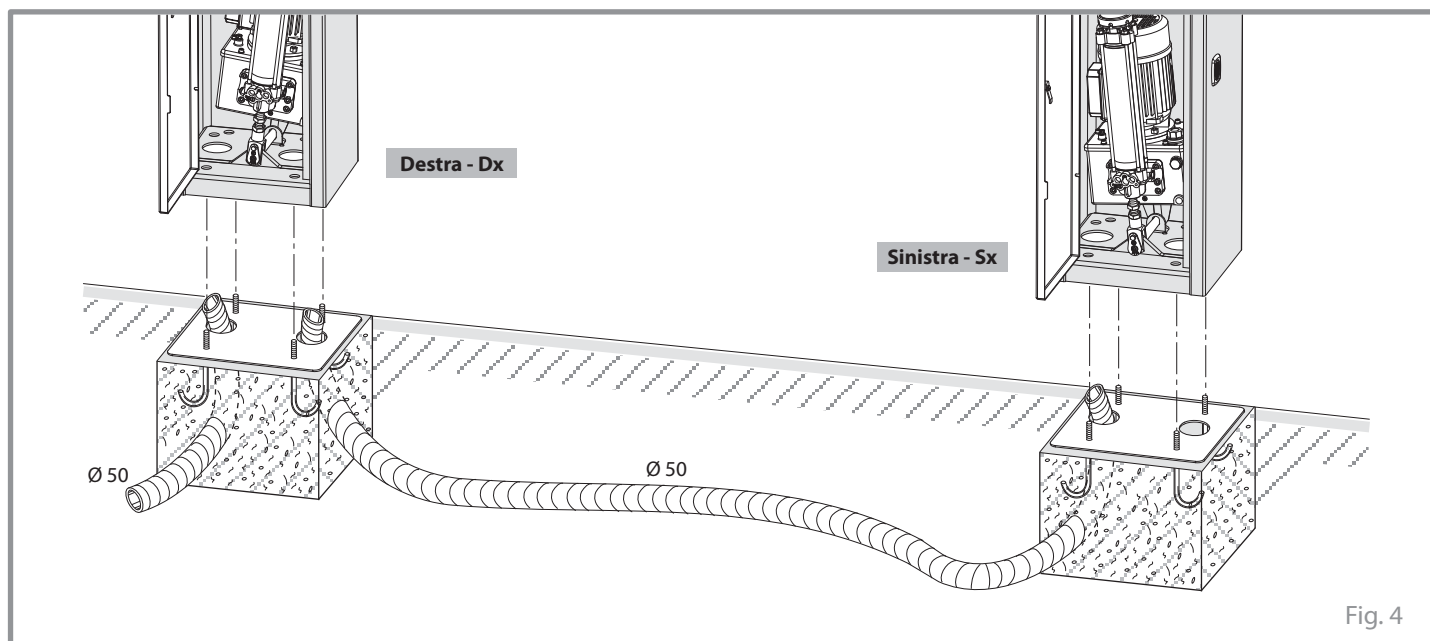 Destra - Dx
Sinistra - Sx
Ø 50
Ø 50
Fig. 4